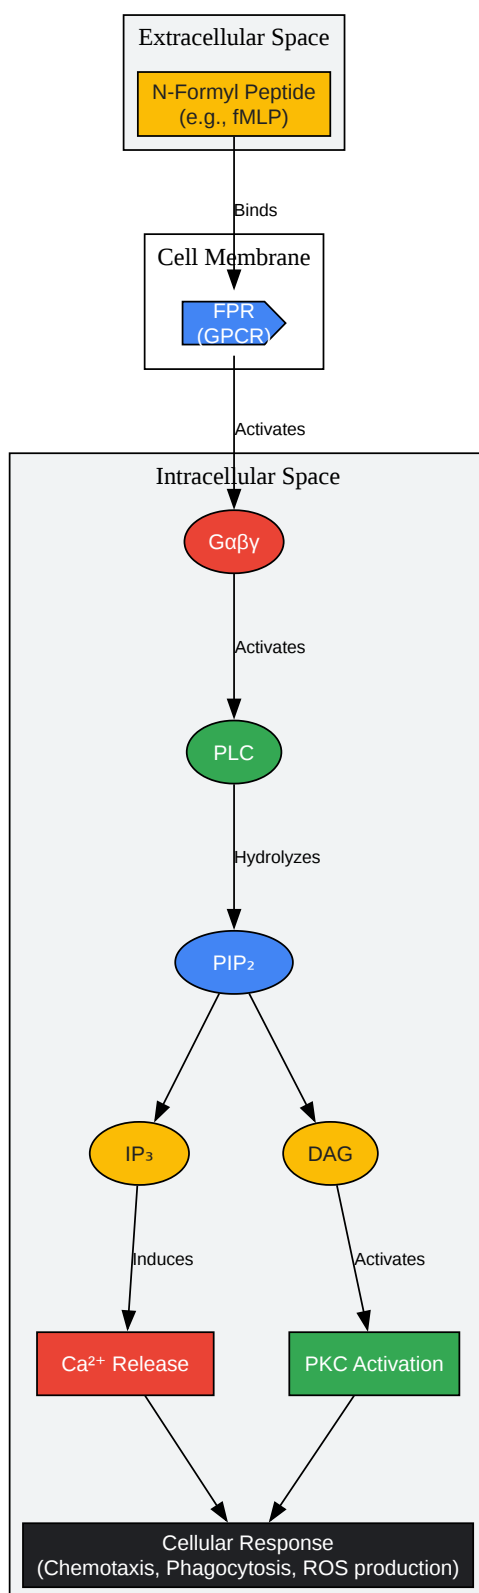 Extracellular Space
N-Formyl Peptide
(e.g., fMLP)
Binds
Cell Membrane
FPR
(GPCR)
Activates
Intracellular Space
Gαβγ
Activates
PLC
Hydrolyzes
PIP₂
IP₃
DAG
Induces
Activates
Ca²⁺ Release
PKC Activation
Cellular Response
(Chemotaxis, Phagocytosis, ROS production)